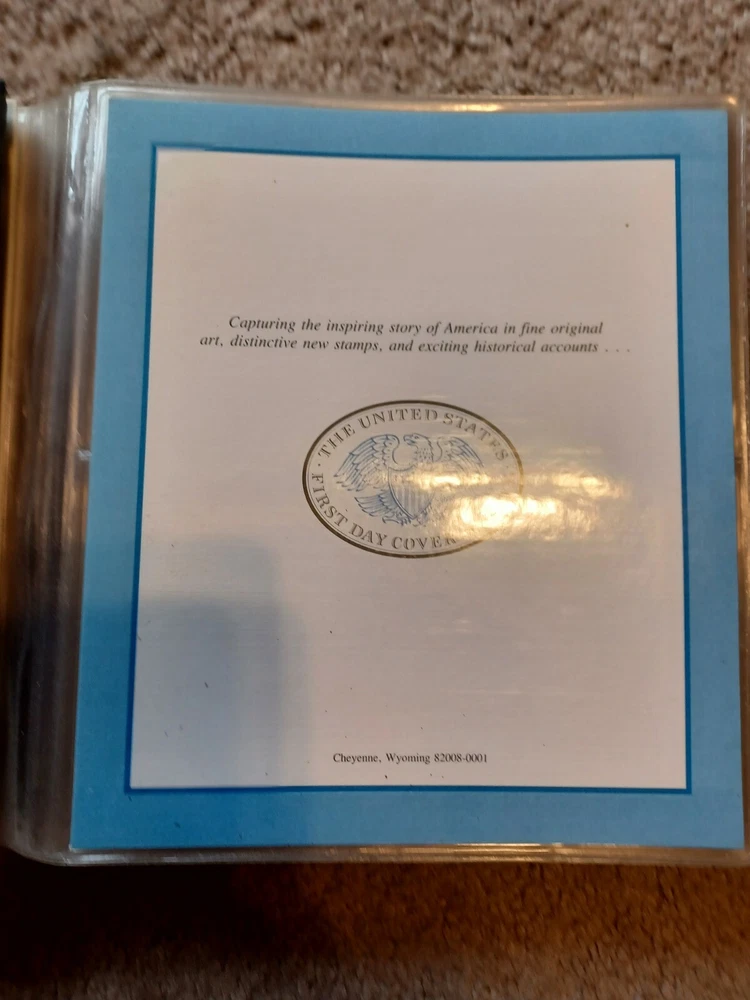 Capturing the inspiring story of America in fine original
art, distinctive new stamps, and exciting historical accounts . . .
· THE UNITED STATES ·
FIRST DAY COVER
Cheyenne, Wyoming 82008-0001